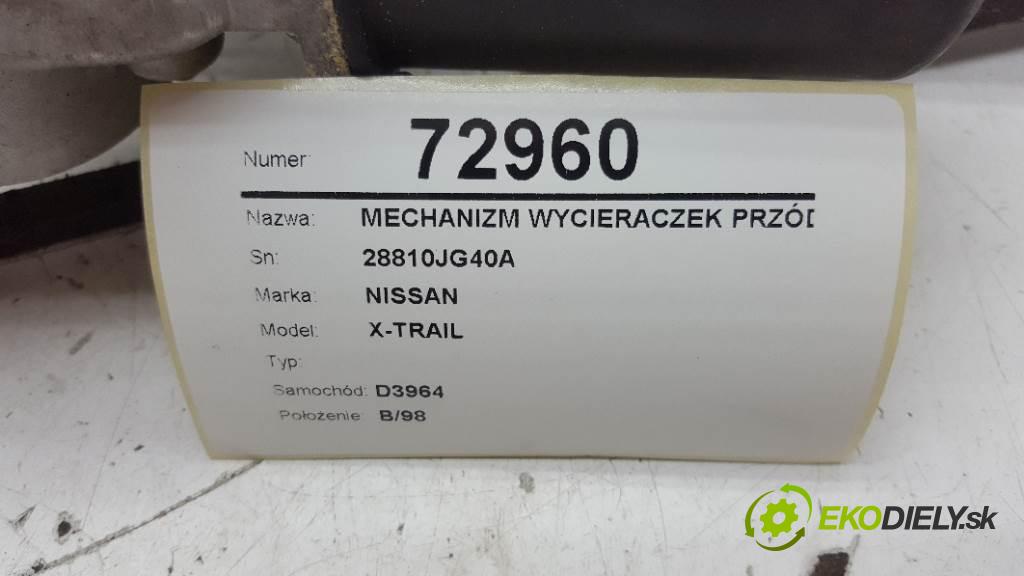 Numer: 72960
Nazwa: MECHANIZM WYCIERACZEK PRZÓD
Sn: 28810JG40A
Marka: NISSAN
Model: X-TRAIL
Typ:
Samochód: D3964
Położenie: B/98
EKODIELY.sk